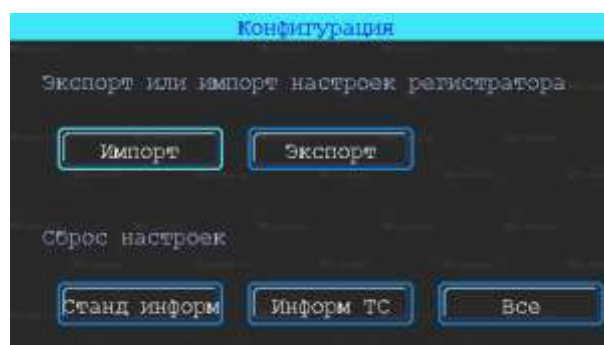 Конфигурация
Экспорт или импорт настроек регистратора
Импорт Экспорт
Сброс настроек
Станд информ Информ ТС Все